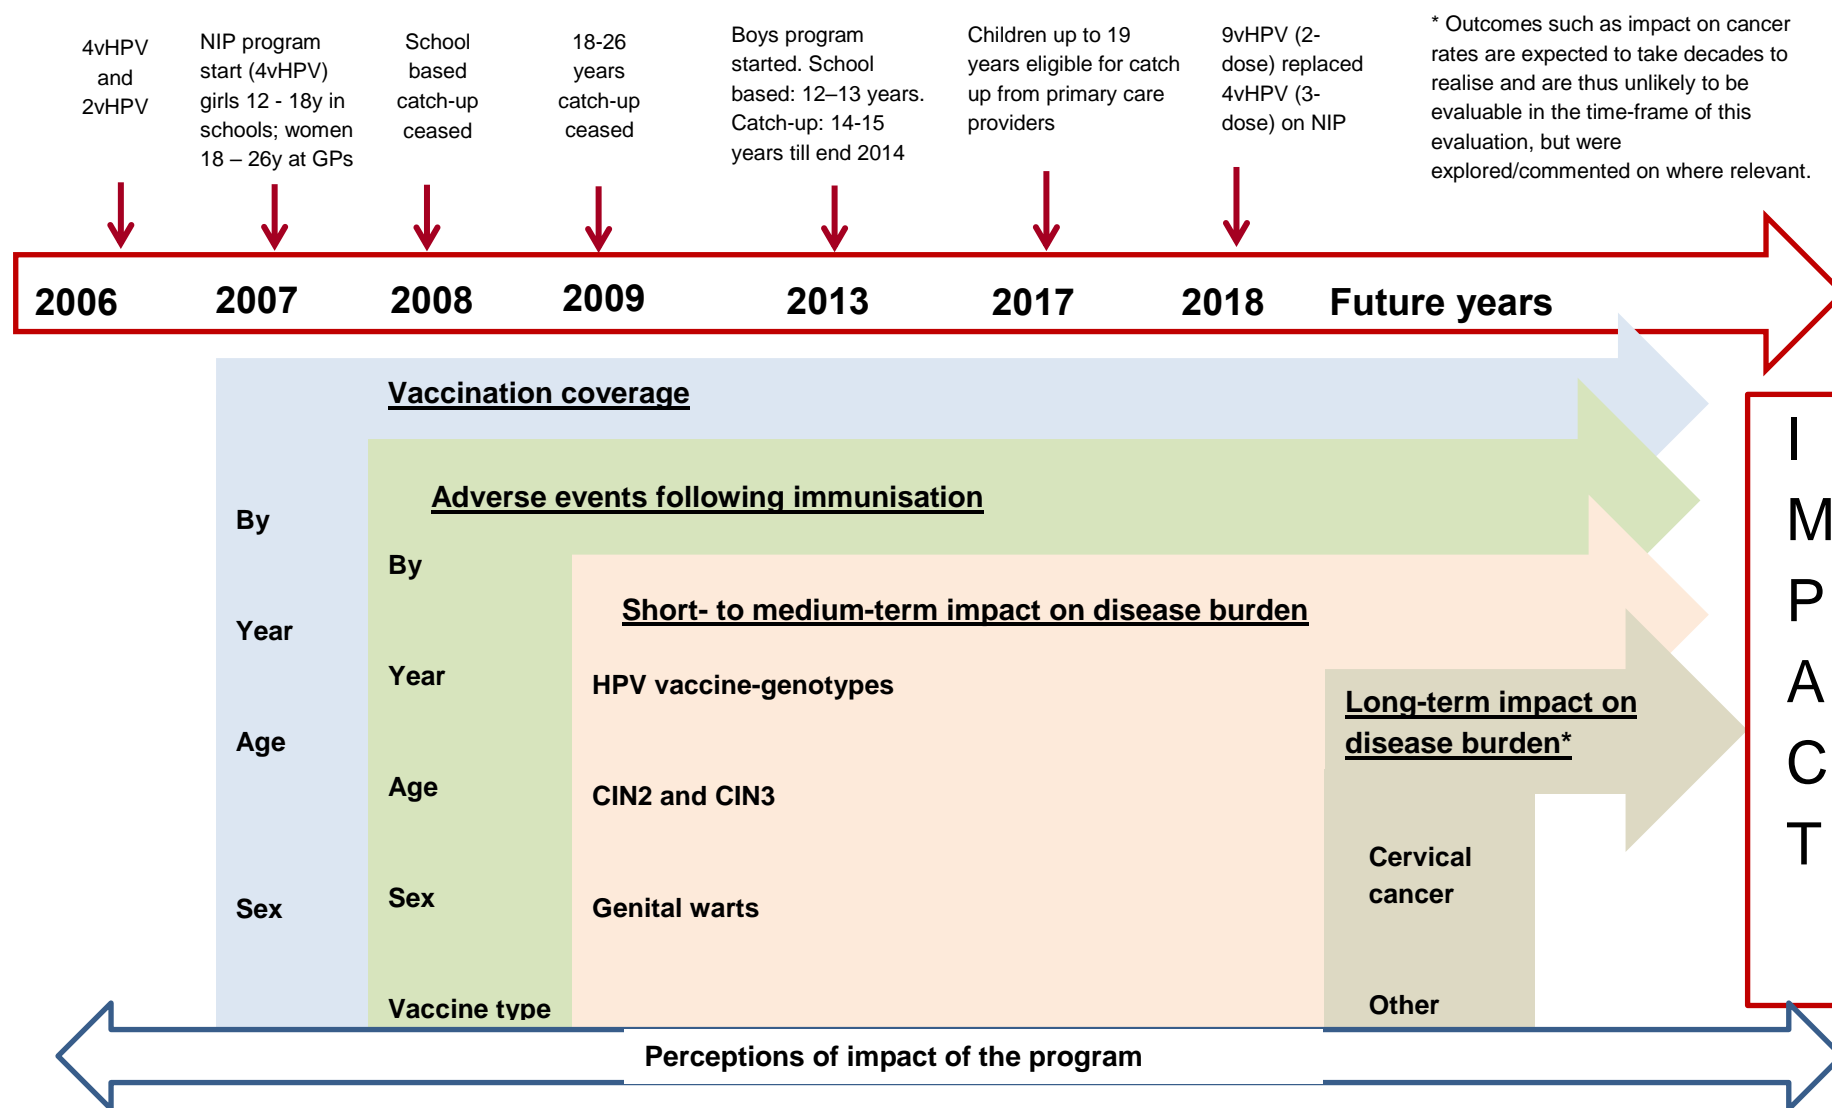 4vHPV
and
2vHPV
NIP program
start (4vHPV)
girls 12 - 18y in
schools; women
18 – 26y at GPs
School
based
catch-up
ceased
18-26
years
catch-up
ceased
Boys program
started. School
based: 12–13 years.
Catch-up: 14-15
years till end 2014
Children up to 19
years eligible for catch
up from primary care
providers
9vHPV (2-
dose) replaced
4vHPV (3-
dose) on NIP
* Outcomes such as impact on cancer
rates are expected to take decades to
realise and are thus unlikely to be
evaluable in the time-frame of this
evaluation, but were
explored/commented on where relevant.
2006 2007 2008 2009 2013 2017 2018 Future years
Vaccination coverage
By
Year
Age
Sex
Adverse events following immunisation
By
Year
Age
Sex
Vaccine type
Short- to medium-term impact on disease burden
HPV vaccine-genotypes
CIN2 and CIN3
Genital warts
Long-term impact on
disease burden*
Cervical
cancer
Other
I
M
P
A
C
T
Perceptions of impact of the program